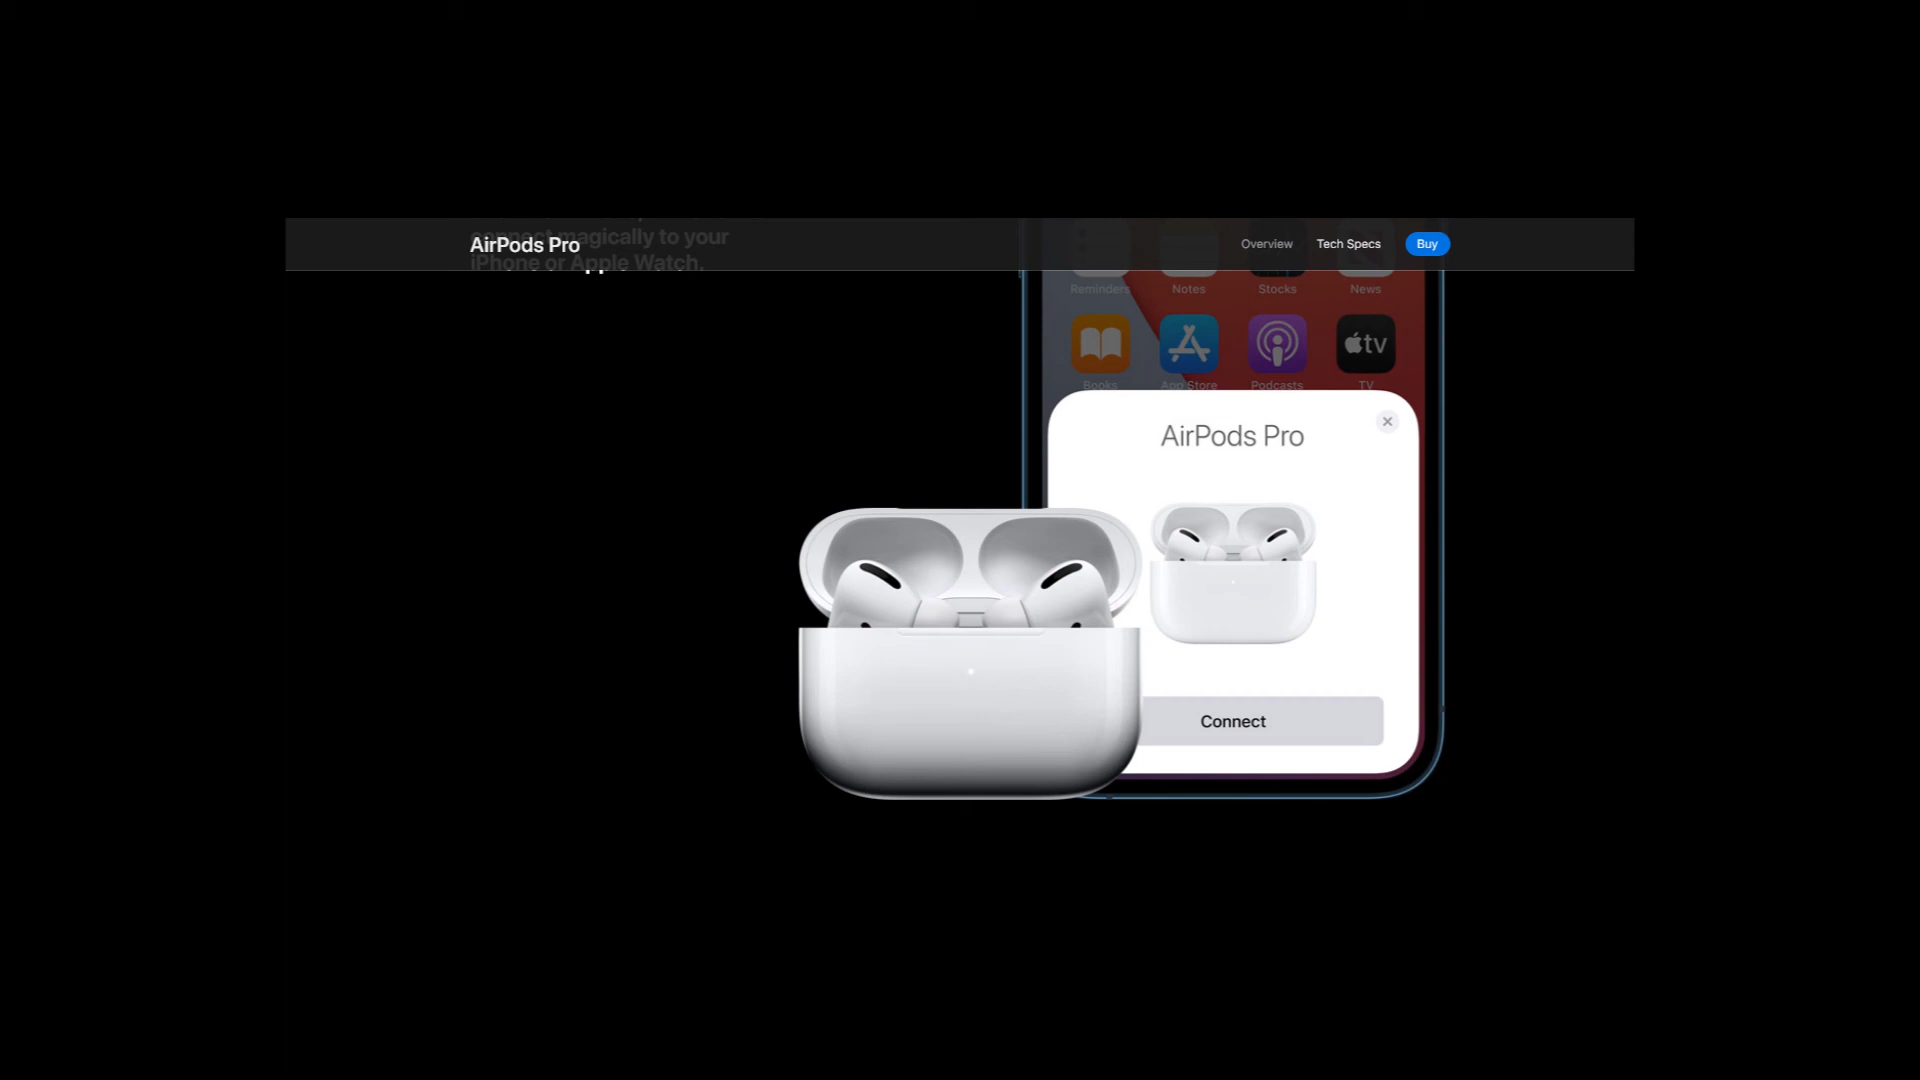 connect magically to your
AirPods Pro
Overview
Tech Specs
Buy
iPhone or Apple Watch.
Reminders
Notes
Stocks
News
tv
Books
App Store
Podcasts
TV
AirPods Pro
Connect